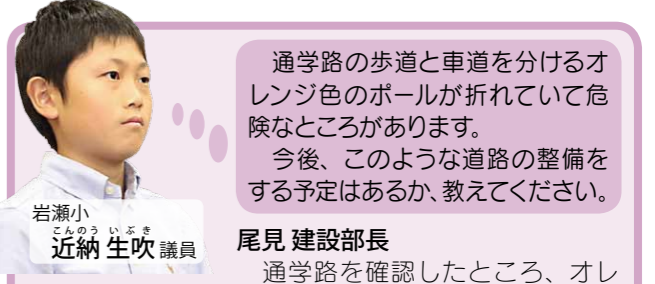 通学路の歩道と車道を分けるオ
レンジ色のポールが折れていて危
険なところがあります。
今後、このような道路の整備を
する予定はあるか、教えてください。
岩瀬小
こんのう いぶき
近納 生吹 議員
尾見 建設部長
通学路を確認したところ、オレ